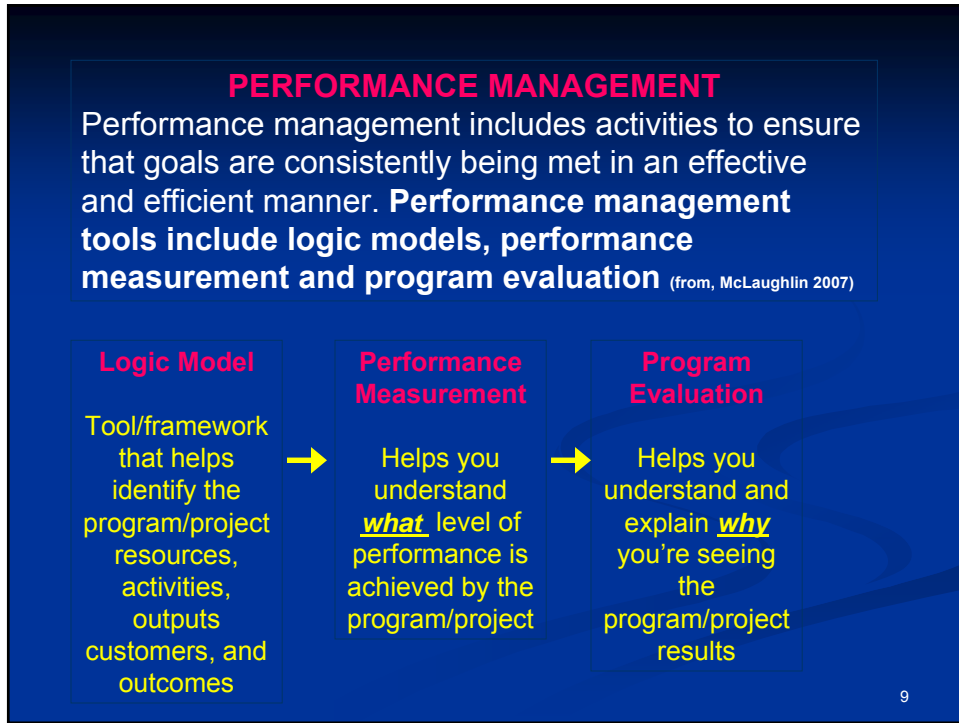 PERFORMANCE MANAGEMENT
Performance management includes activities to ensure
that goals are consistently being met in an effective
and efficient manner. Performance management
tools include logic models, performance
measurement and program evaluation (from, McLaughlin 2007)
Logic Model
Tool/framework
that helps
identify the
program/project
resources,
activities,
outputs
customers, and
outcomes
Performance
Measurement
Helps you
understand
what level of
performance is
achieved by the
program/project
Program
Evaluation
Helps you
understand and
explain why
you’re seeing
the
program/project
results
9